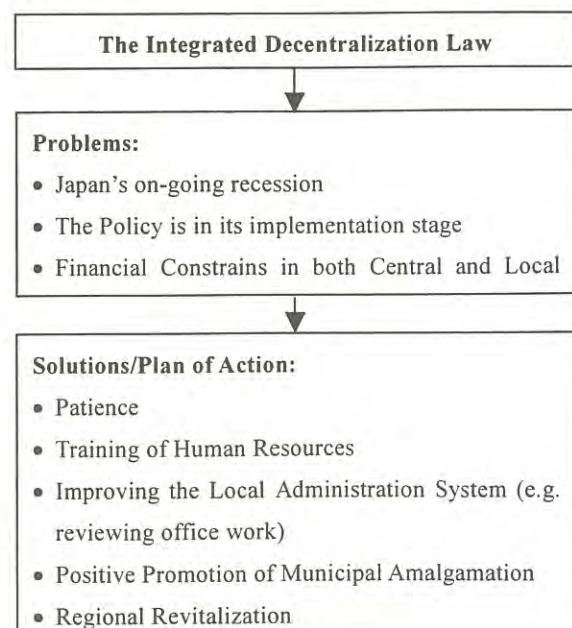 The Integrated Decentralization Law
Problems:
• Japan's on-going recession
• The Policy is in its implementation stage
• Financial Constrains in both Central and Local
Solutions/Plan of Action:
• Patience
• Training of Human Resources
• Improving the Local Administration System (e.g.
reviewing office work)
• Positive Promotion of Municipal Amalgamation
• Regional Revitalization